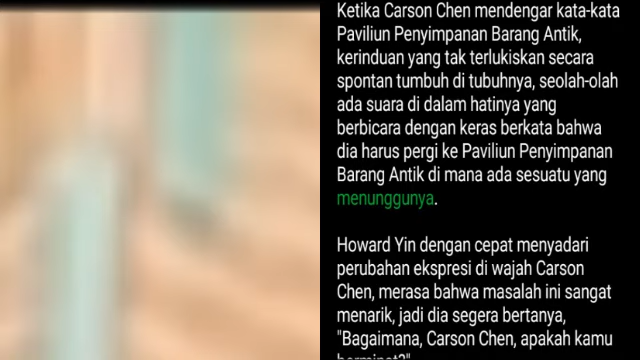 Ketika Carson Chen mendengar kata-kata
Paviliun Penyimpanan Barang Antik,
kerinduan yang tak terlukiskan secara
spontan tumbuh di tubuhnya, seolah-olah
ada suara di dalam hatinya yang
berbicara dengan keras berkata bahwa
dia harus pergi ke Paviliun Penyimpanan
Barang Antik di mana ada sesuatu yang
menunggunya.
Howard Yin dengan cepat menyadari
perubahan ekspresi di wajah Carson
Chen, merasa bahwa masalah ini sangat
menarik, jadi dia segera bertanya,
"Bagaimana, Carson Chen, apakah kamu
berminat?"